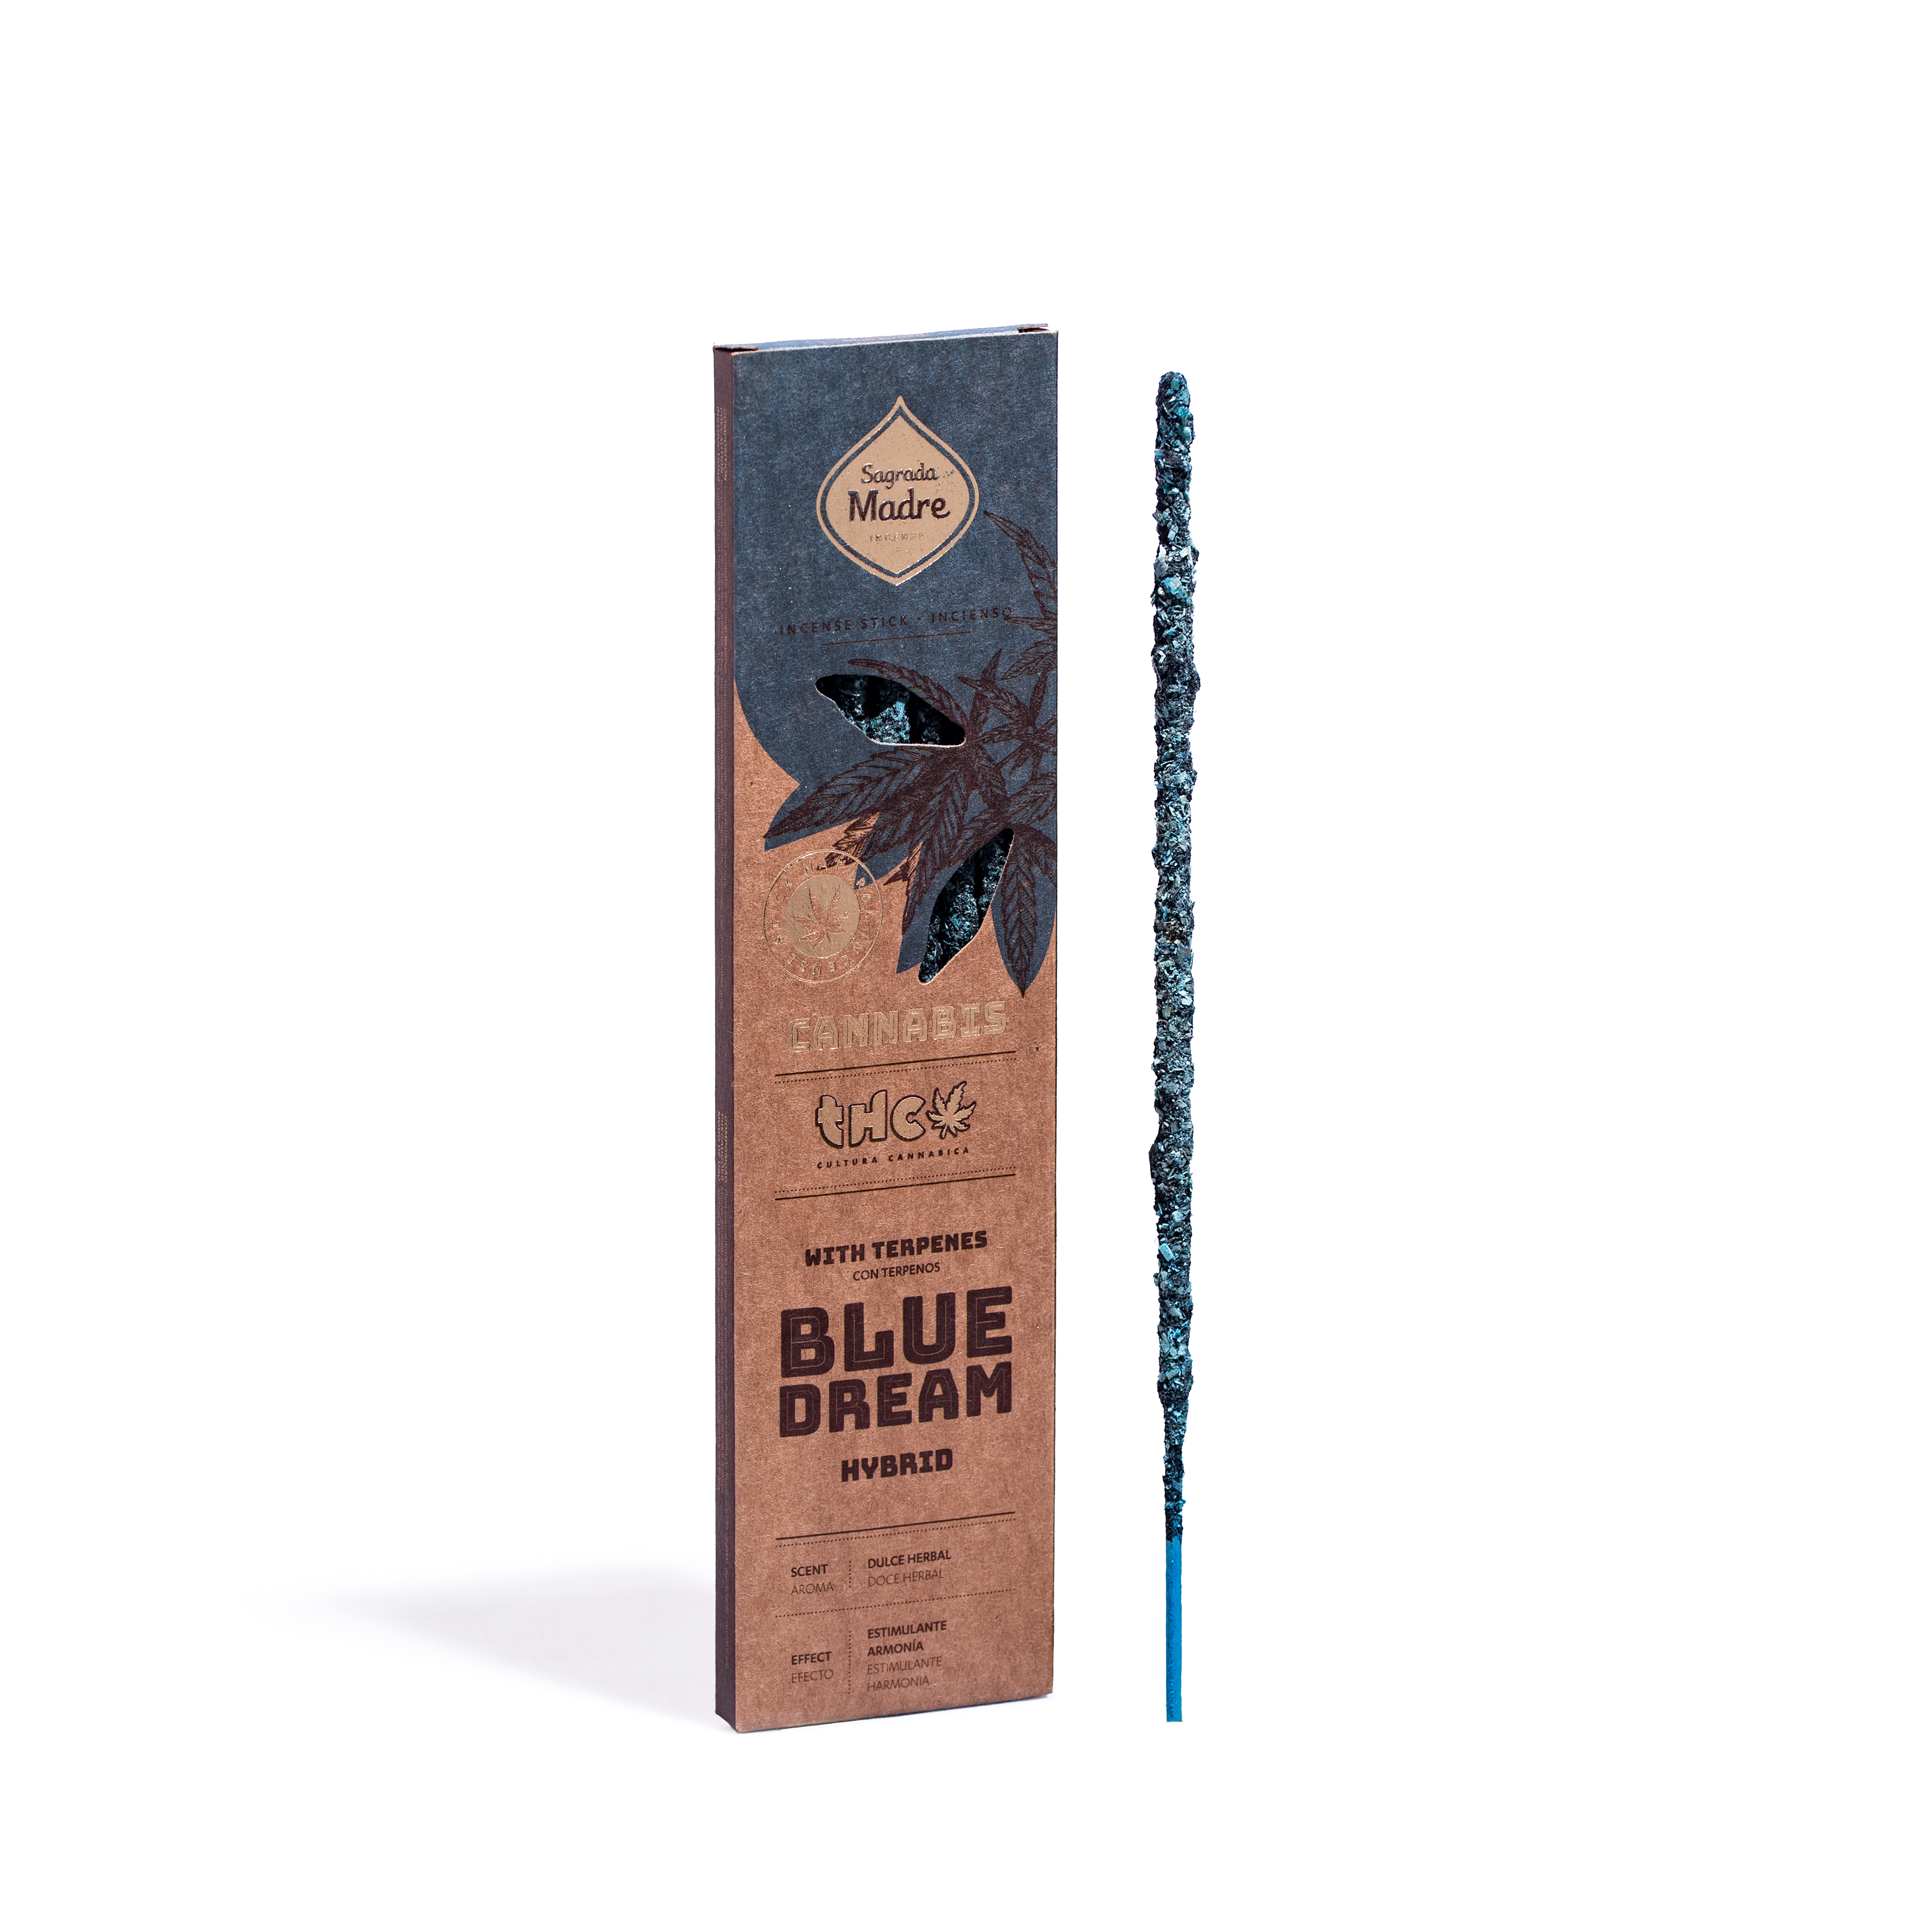 Sagrada
Madre
INCENSE
INCENSE STICK • INCIENSO
CANNABIS
tHC
CULTURA CANNABICA
WITH TERPENES
CON TERPENOS
BLUE
DREAM
HYBRID
SCENT
AROMA
DULCE HERBAL
DOCE HERBAL
EFFECT
EFECTO
ESTIMULANTE
ARMONÍA
ESTIMULANTE
HARMONIA